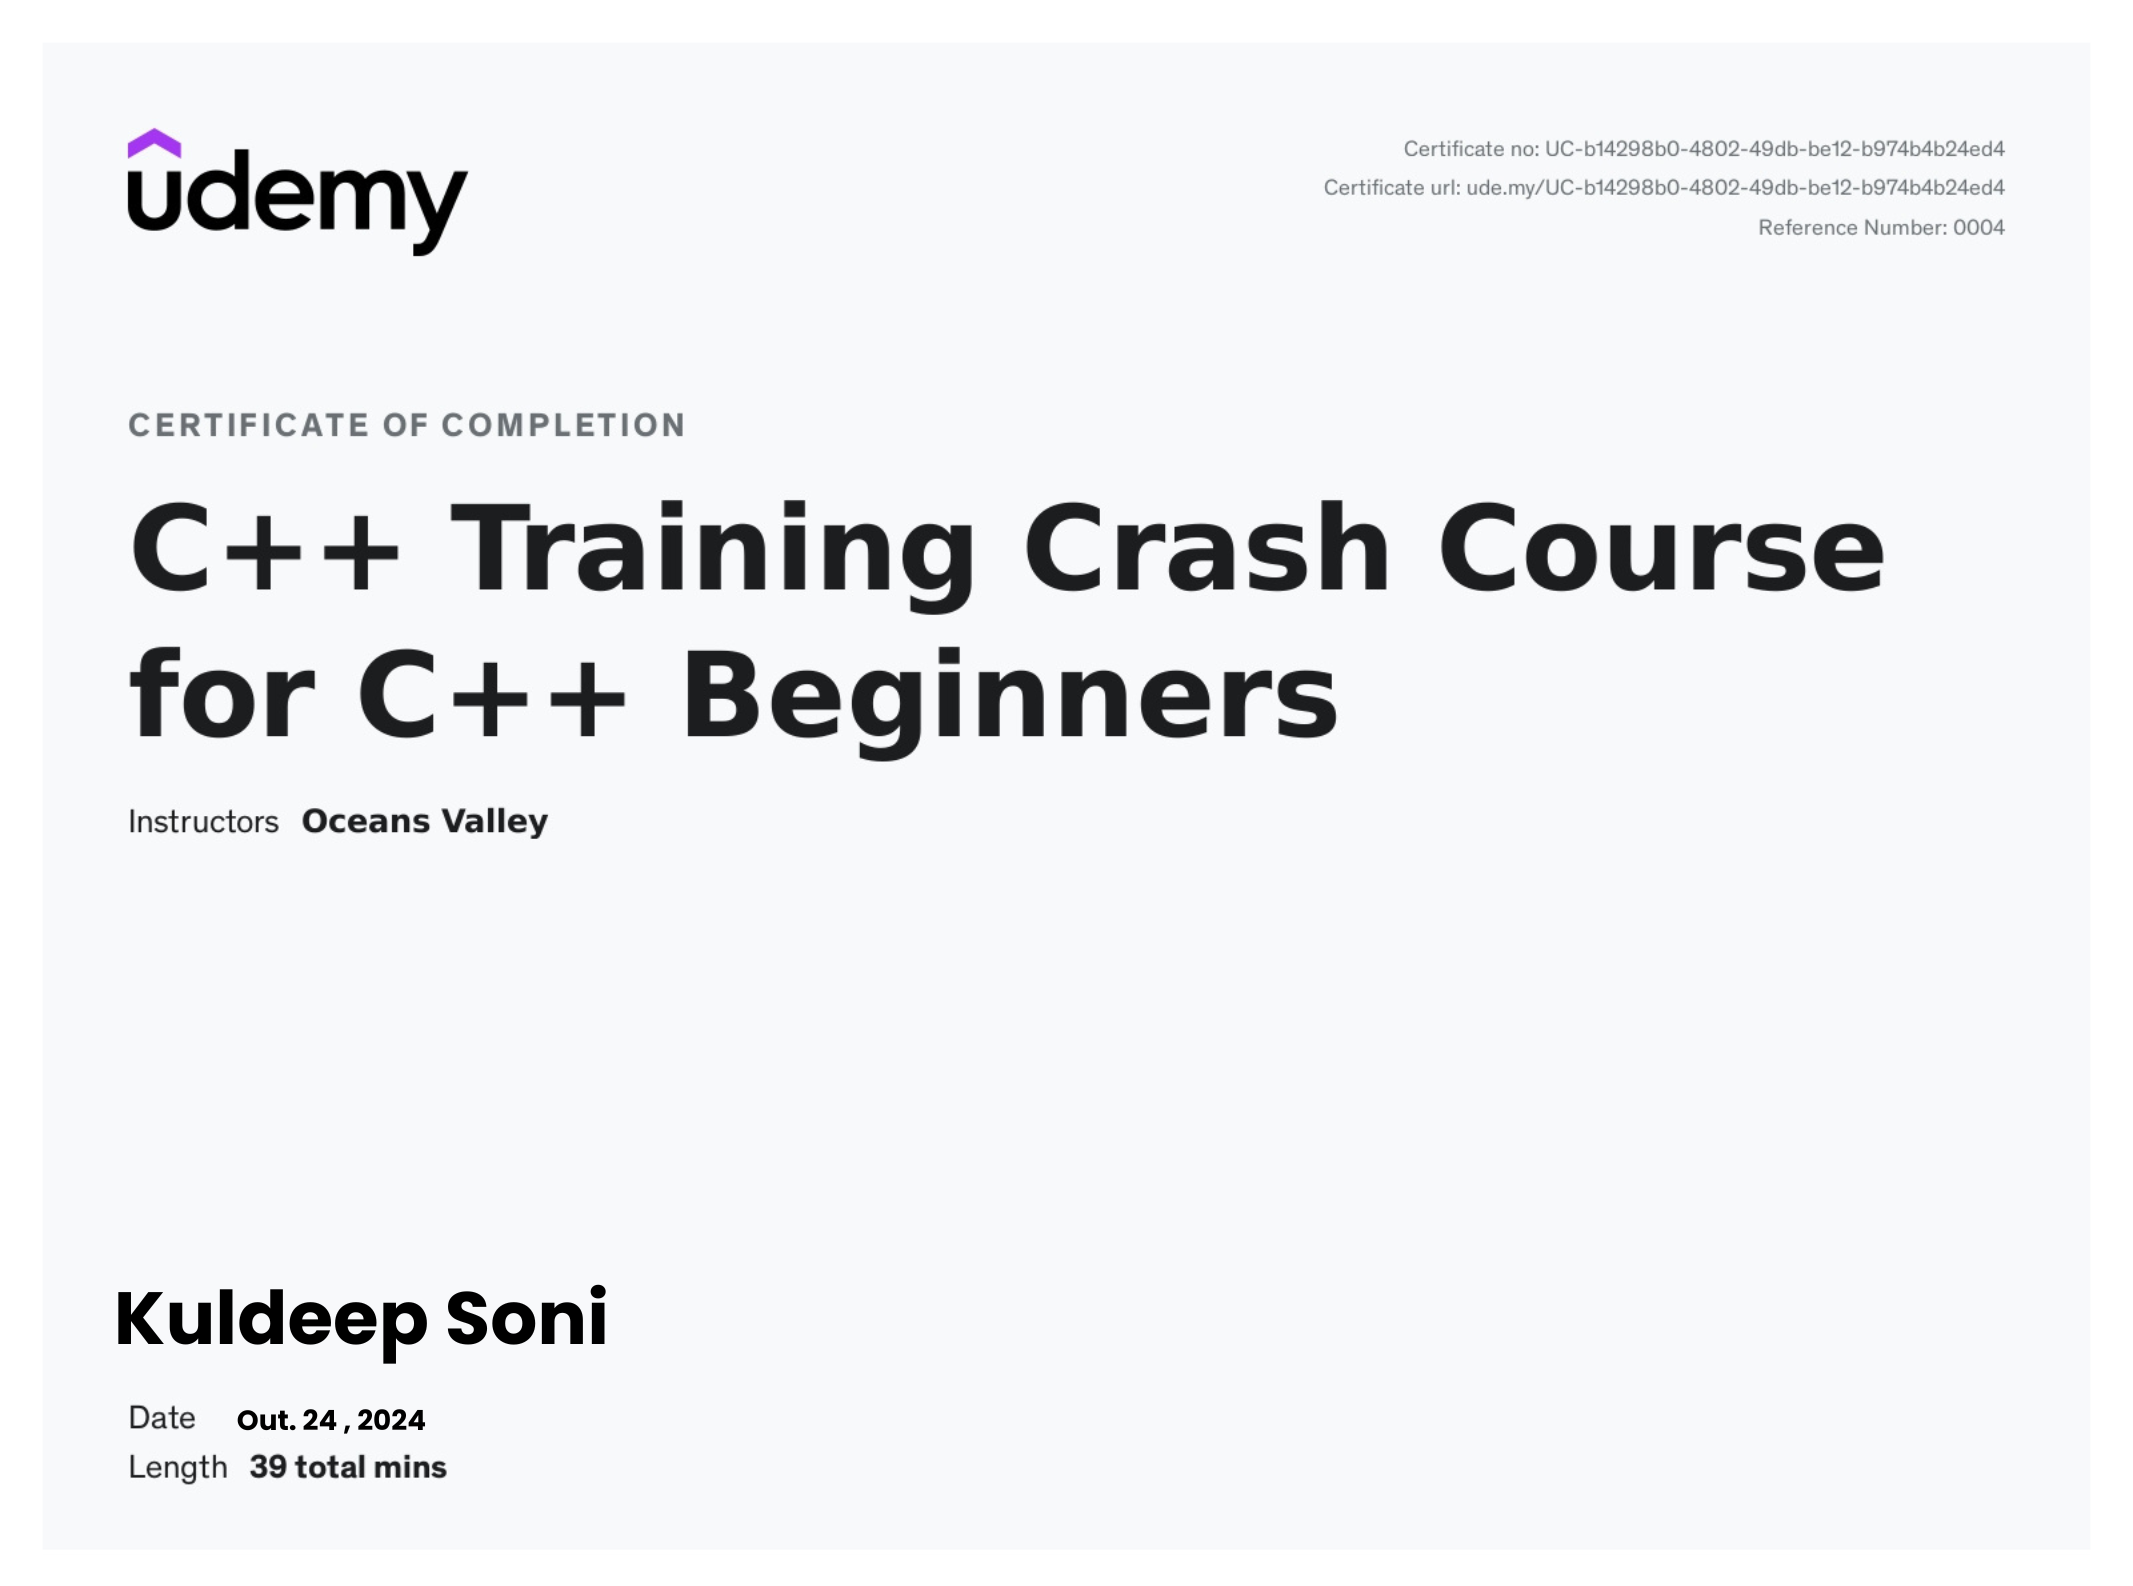 udemy
Certificate no: UC-b14298b0-4802-49db-be12-b974b4b24ed4
Certificate url: ude.my/UC-b14298b0-4802-49db-be12-b974b4b24ed4
Reference Number: 0004
CERTIFICATE OF COMPLETION
C++ Training Crash Course
for C++ Beginners
Instructors Oceans Valley
Kuldeep Soni
Date Out. 24 , 2024
Length 39 total mins